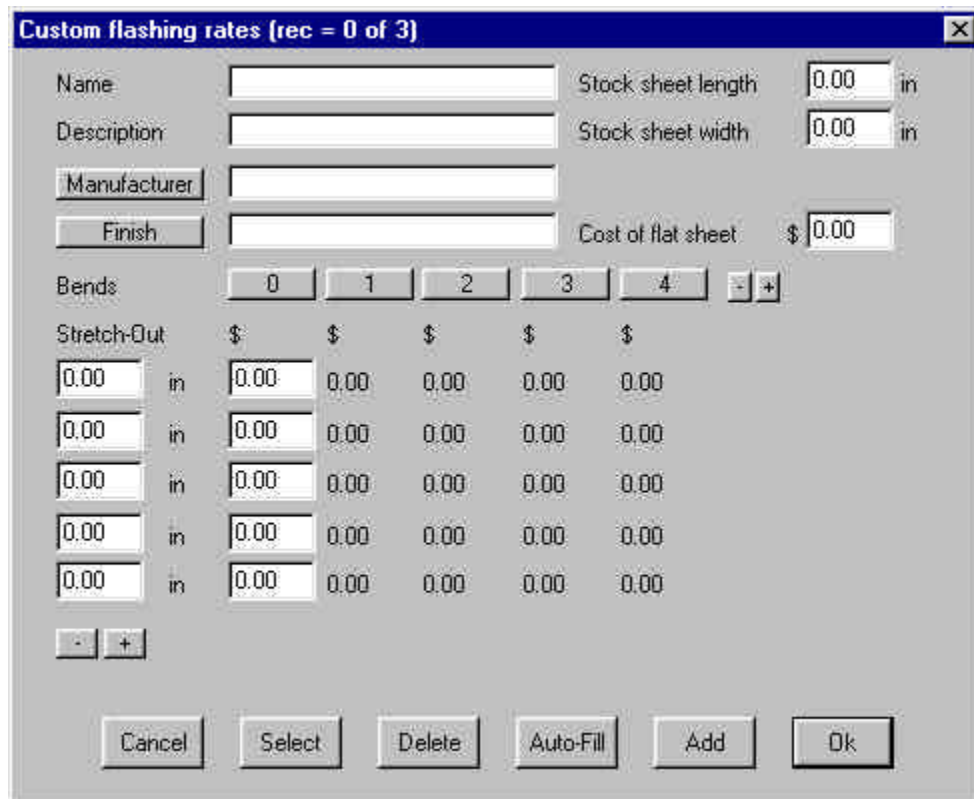 Custom flashing rates (rec = 0 of 3)
Name Stock sheet length 0.00 in
Description Stock sheet width 0.00 in
Manufacturer
Finish Cost of flat sheet $ 0.00
Bends 0 1 2 3 4 - +
Stretch-Out $ $ $ $ $
0.00 in 0.00 0.00 0.00 0.00 0.00
0.00 in 0.00 0.00 0.00 0.00 0.00
0.00 in 0.00 0.00 0.00 0.00 0.00
0.00 in 0.00 0.00 0.00 0.00 0.00
0.00 in 0.00 0.00 0.00 0.00 0.00
- +
Cancel Select Delete Auto-Fill Add Ok